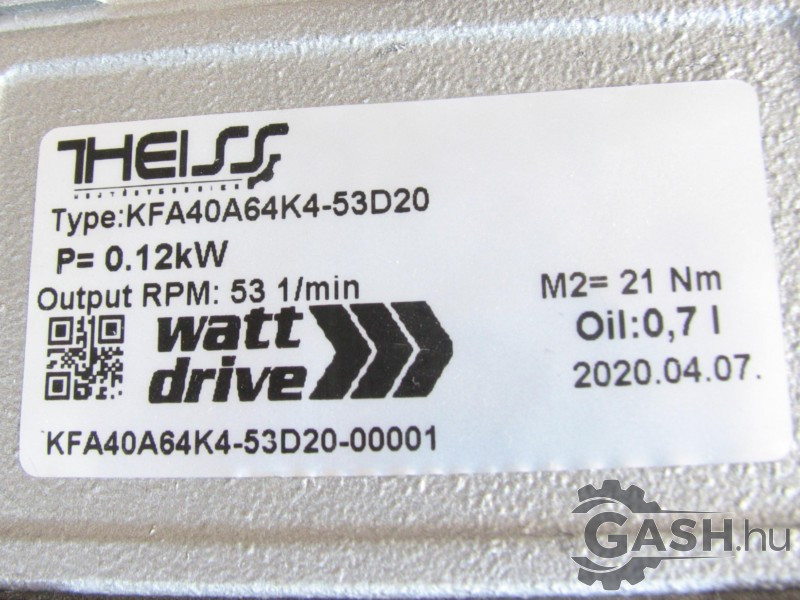 THEISS
HAJTÁSTECHNIKA
Type:KFA40A64K4-53D20
P= 0.12kW
Output RPM: 53 1/min
M2= 21 Nm
Oil:0,7 l
2020.04.07.
watt
drive
KFA40A64K4-53D20-00001
GASH.hu